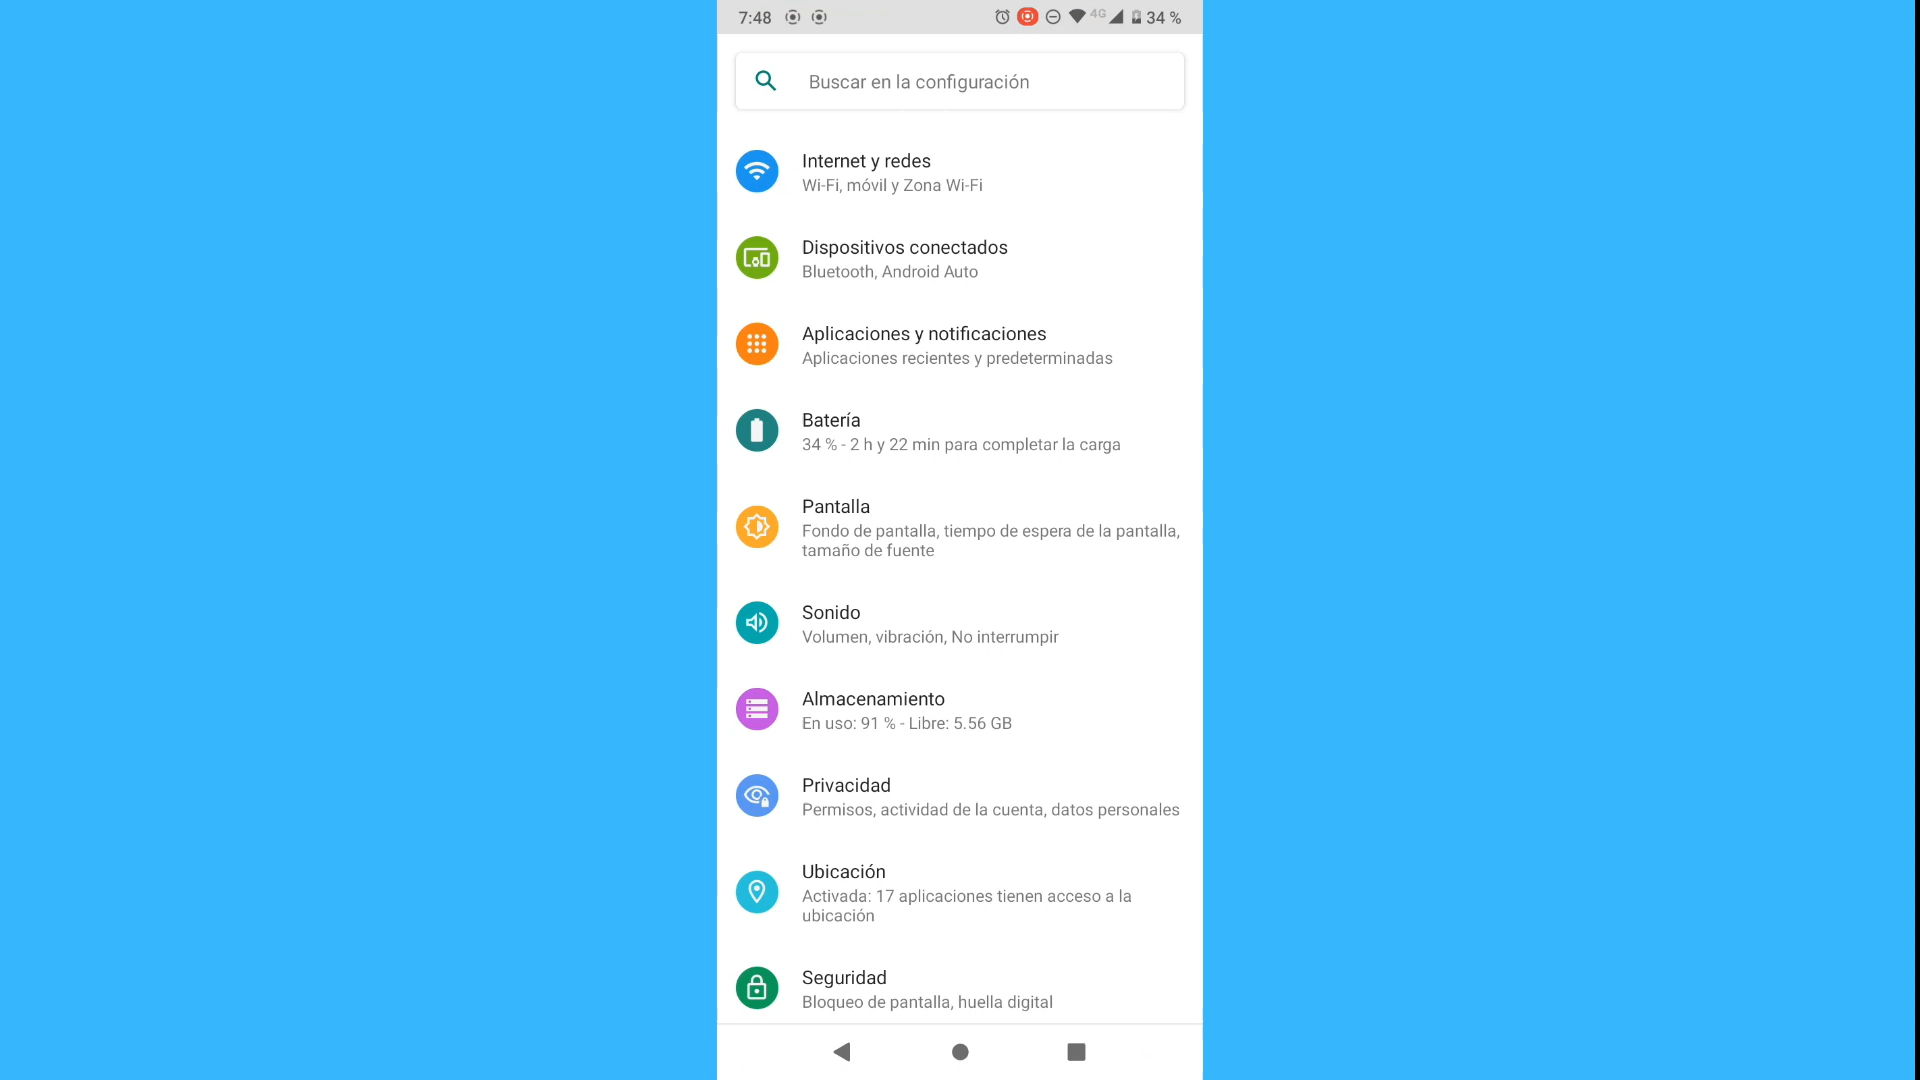 7:48
4G
34 %
Buscar en la configuración
Internet y redes
Wi-Fi, móvil y Zona Wi-Fi
Dispositivos conectados
Bluetooth, Android Auto
Aplicaciones y notificaciones
Aplicaciones recientes y predeterminadas
Batería
34 % - 2 h y 22 min para completar la carga
Pantalla
Fondo de pantalla, tiempo de espera de la pantalla,
tamaño de fuente
Sonido
Volumen, vibración, No interrumpir
Almacenamiento
En uso: 91 % - Libre: 5.56 GB
Privacidad
Permisos, actividad de la cuenta, datos personales
Ubicación
Activada: 17 aplicaciones tienen acceso a la
ubicación
Seguridad
Bloqueo de pantalla, huella digital